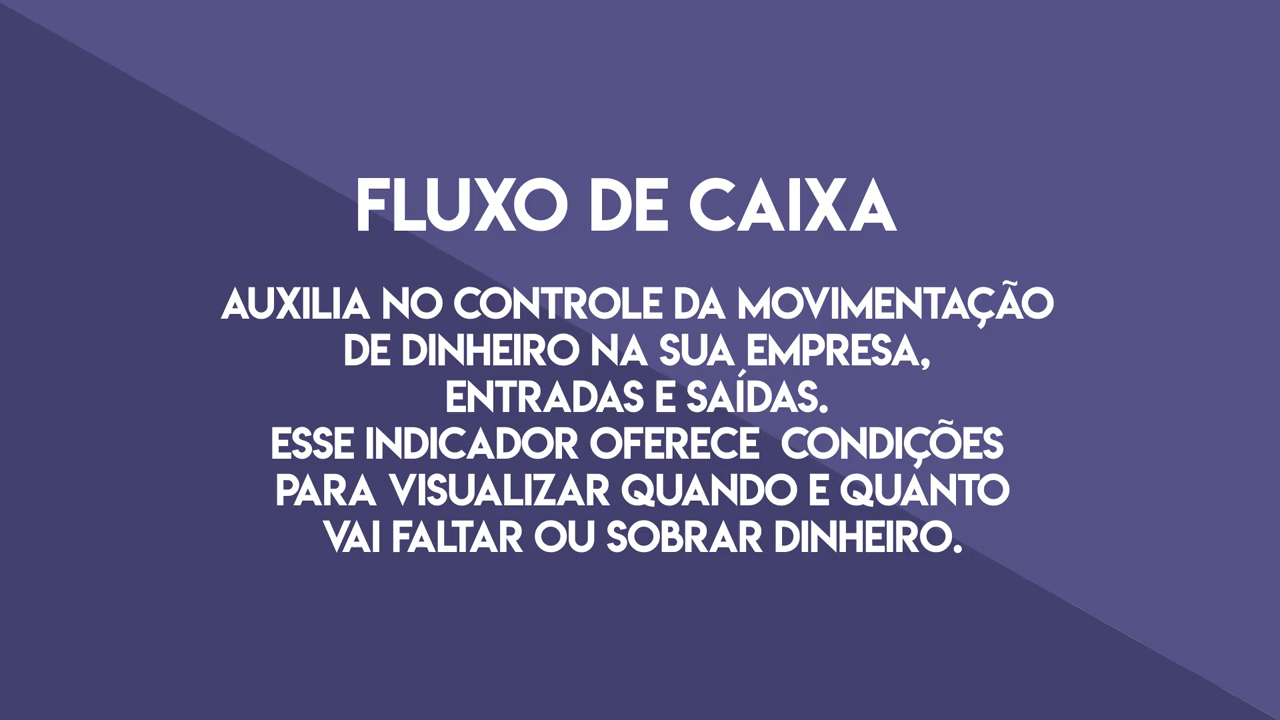 FLUXO DE CAIXA
AUXILIA NO CONTROLE DA MOVIMENTAÇÃO
DE DINHEIRO NA SUA EMPRESA,
ENTRADAS E SAÍDAS.
ESSE INDICADOR OFERECE CONDIÇÕES
PARA VISUALIZAR QUANDO E QUANTO
VAI FALTAR OU SOBRAR DINHEIRO.